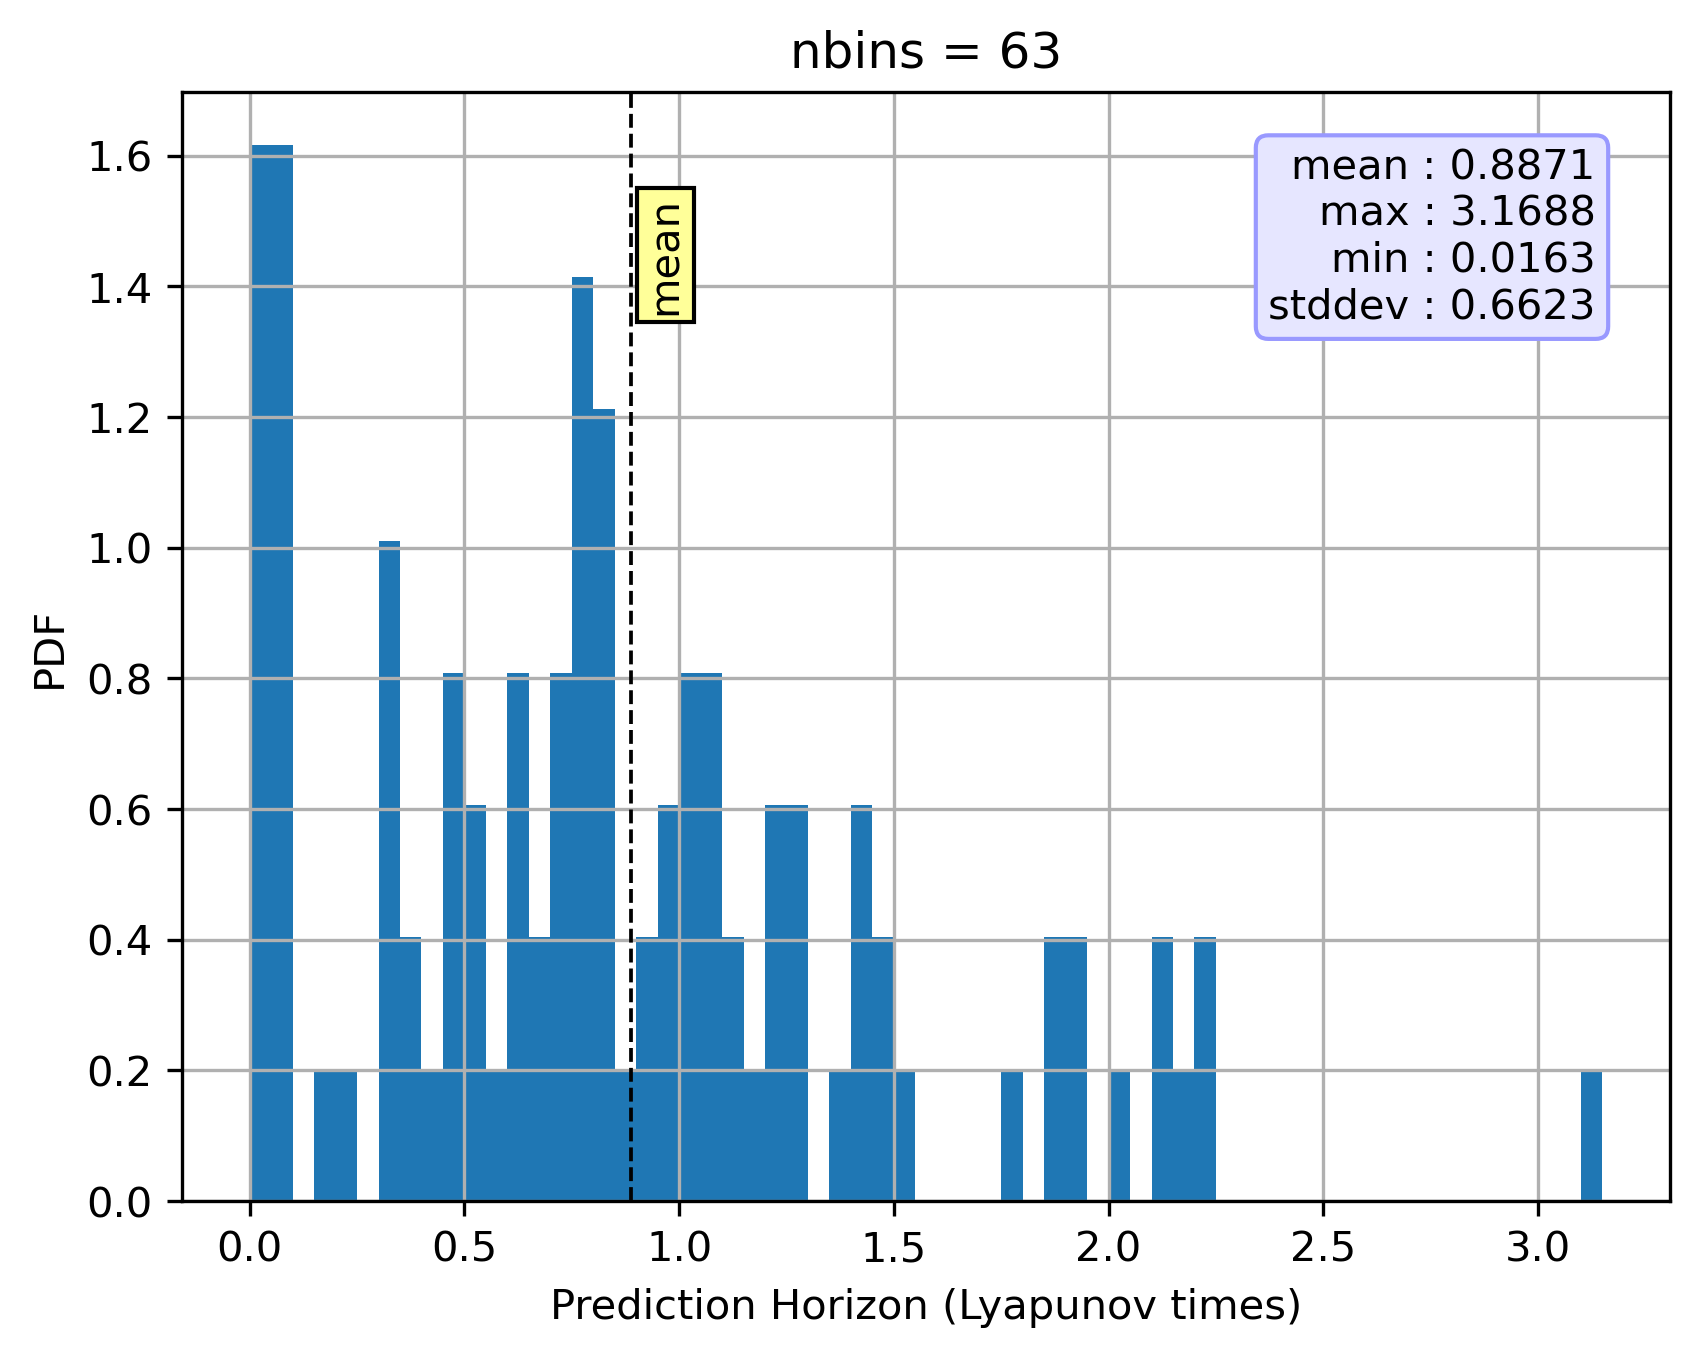 nbins = 63
1.6
1.4
1.2
1.0
0.8
0.6
0.4
0.2
0.0
PDF
mean
mean : 0.8871
max : 3.1688
min : 0.0163
stddev : 0.6623
0.0 0.5 1.0 1.5 2.0 2.5 3.0
Prediction Horizon (Lyapunov times)